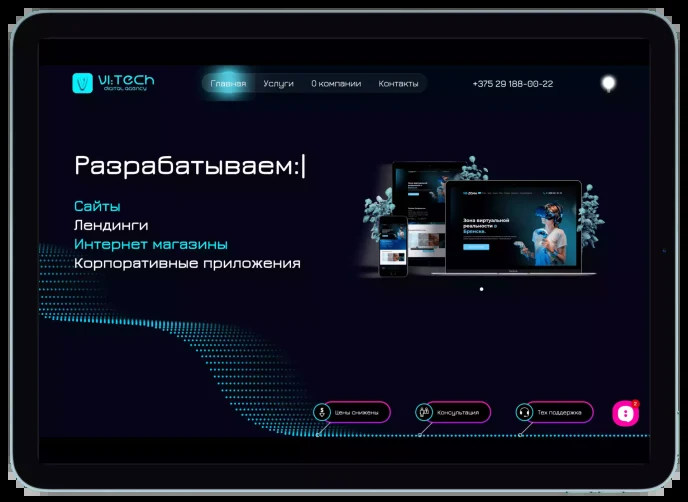 VI:TECH
DIGITAL AGENCY
Главная
Услуги
О компании
Контакты
+375 29 188-00-22
Разрабатываем:|
Сайты
Лендинги
Интернет магазины
Корпоративные приложения
Зона виртуальной
реальности в
Брянске.
Цены снижены
Консультация
Тех поддержка
2